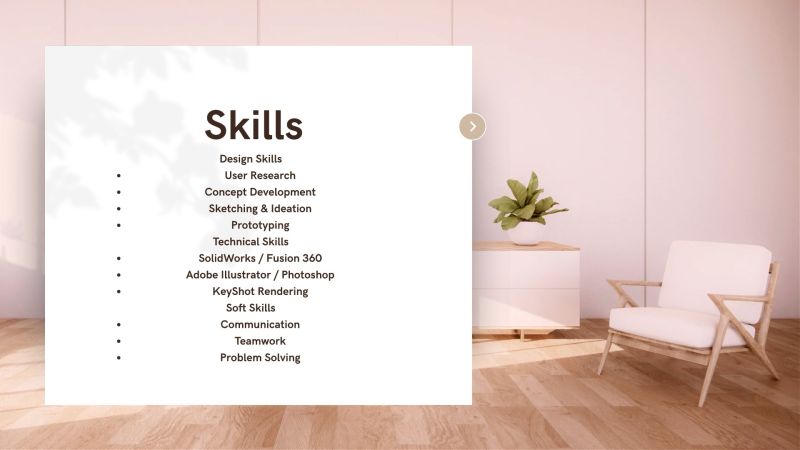 Skills
Design Skills
• User Research
• Concept Development
• Sketching & Ideation
• Prototyping
Technical Skills
• SolidWorks / Fusion 360
• Adobe Illustrator / Photoshop
• KeyShot Rendering
Soft Skills
• Communication
• Teamwork
• Problem Solving